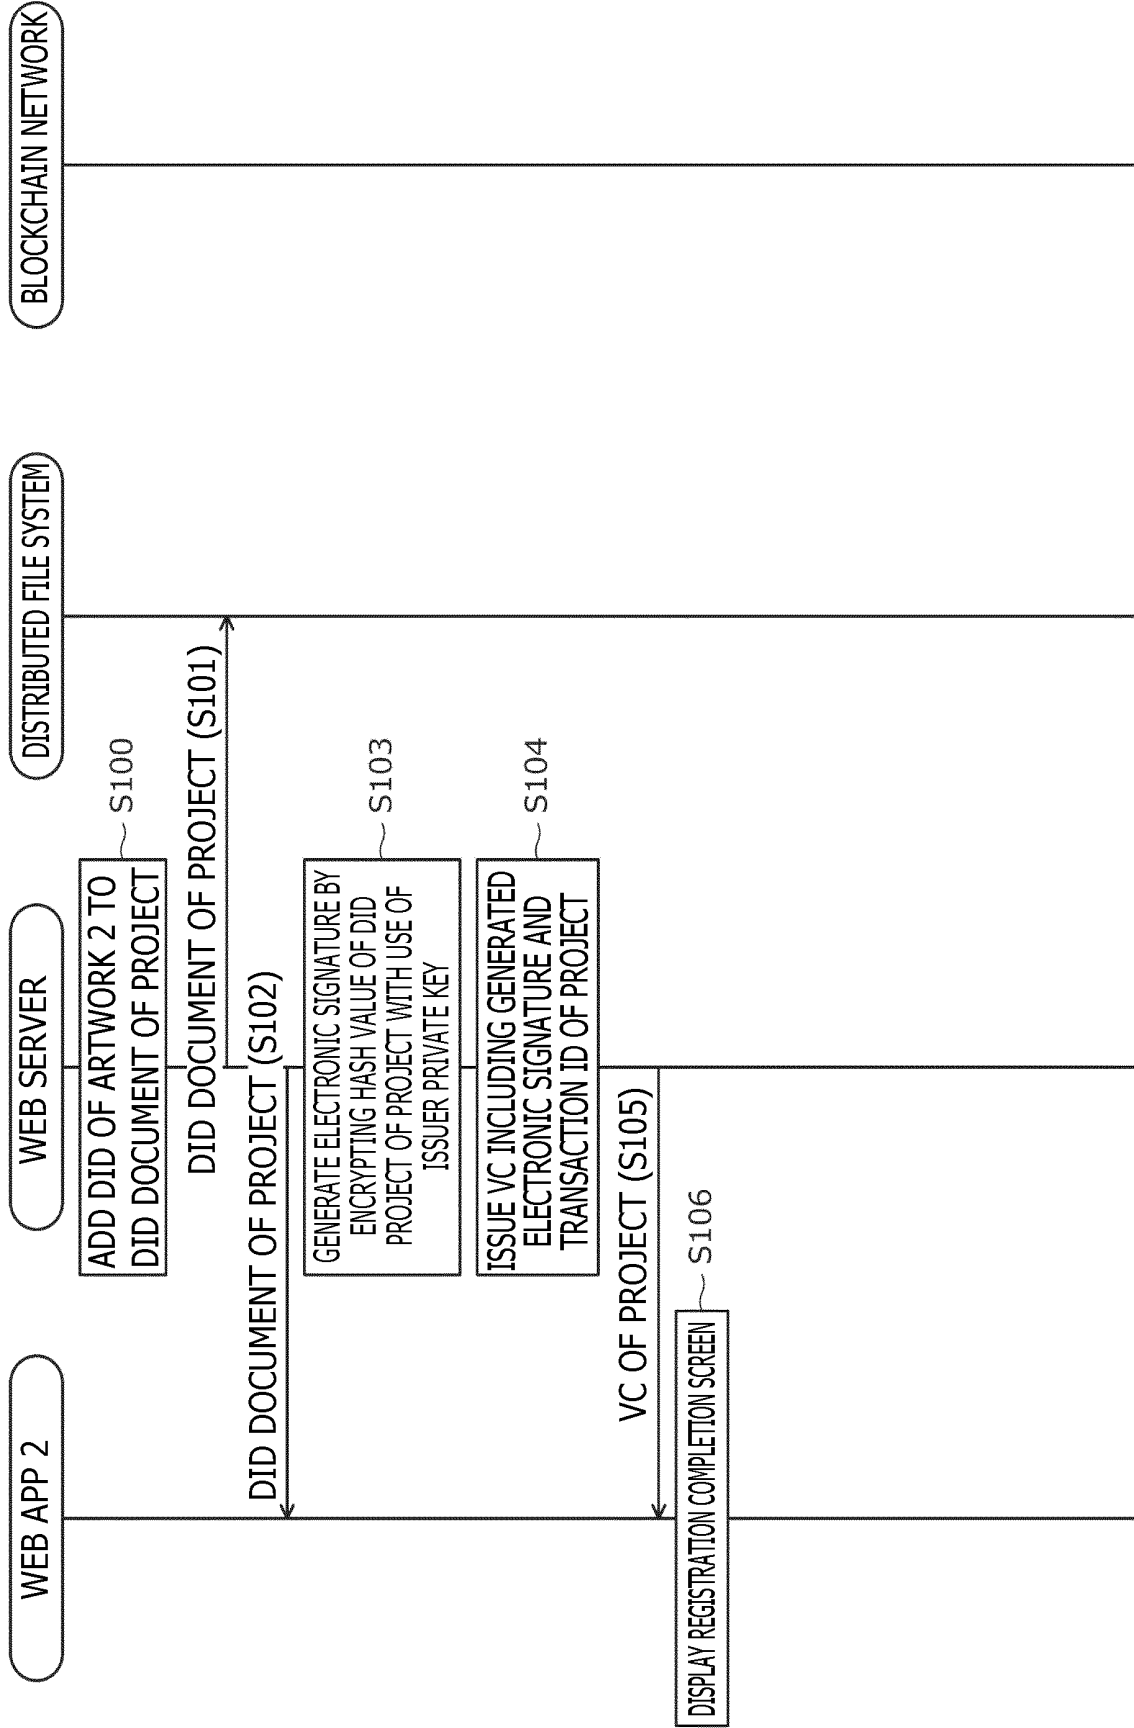 WEB APP 2
WEB SERVER
DISTRIBUTED FILE SYSTEM
BLOCKCHAIN NETWORK
ADD DID OF ARTWORK 2 TO
DID DOCUMENT OF PROJECT
S100
DID DOCUMENT OF PROJECT (S101)
DID DOCUMENT OF PROJECT (S102)
GENERATE ELECTRONIC SIGNATURE BY
ENCRYPTING HASH VALUE OF DID
PROJECT OF PROJECT WITH USE OF
ISSUER PRIVATE KEY
S103
ISSUE VC INCLUDING GENERATED
ELECTRONIC SIGNATURE AND
TRANSACTION ID OF PROJECT
S104
VC OF PROJECT (S105)
DISPLAY REGISTRATION COMPLETION SCREEN
S106